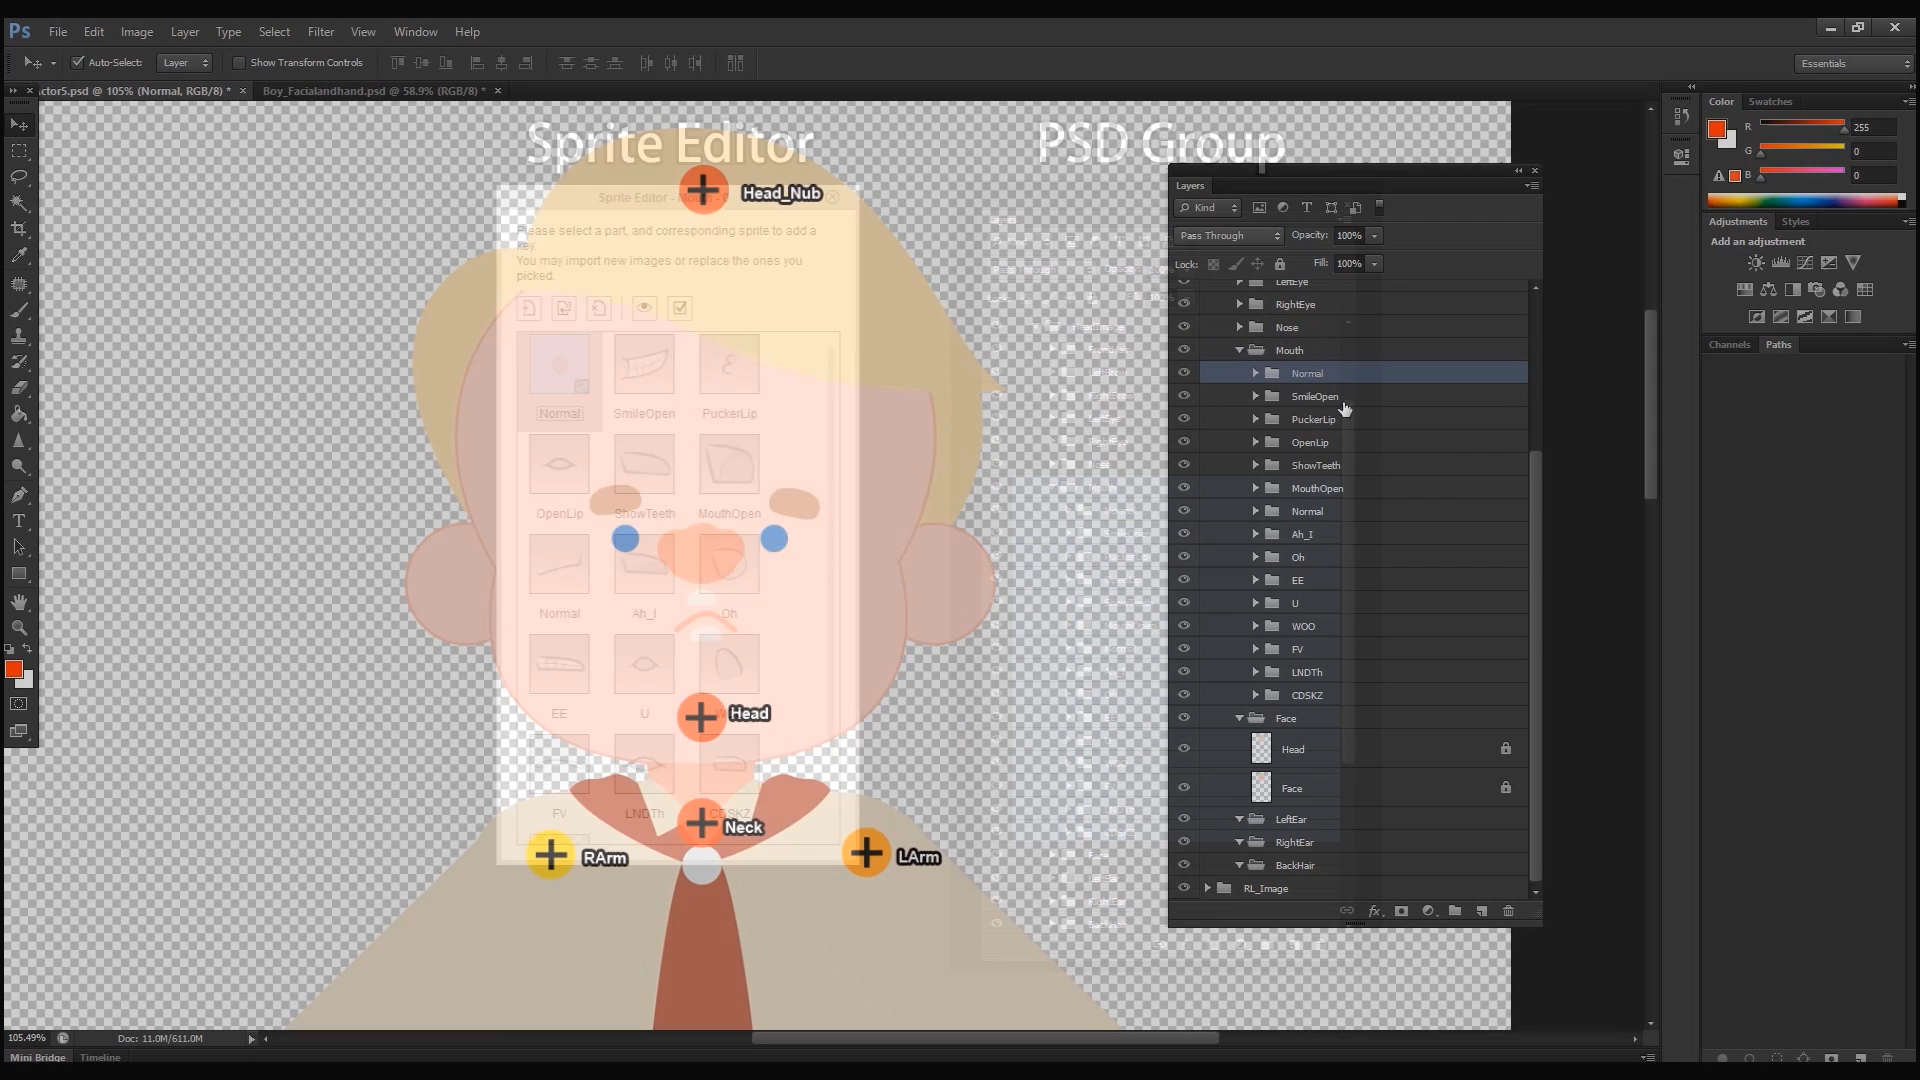 Ps File Edit Image Layer Type Select Filter View Window Help
Auto-Select: Layer Show Transform Controls Essentials
ctor5.psd @ 105% (Normal, RGB/8) * × Boy_Facialandhand.psd @ 58.9% (RGB/8) * ×
Sprite Editor PSD Group
Head_Nub
Sprite Editor - Mouth
Please select a part, and corresponding sprite to add a
key.
You may import new images or replace the ones you
picked.
Normal SmileOpen PuckerLip
OpenLip ShowTeeth MouthOpen
Normal Ah_I Oh
EE U
FV LNDTh CDSKZ
Head
Neck
RArm
LArm
Layers
Kind
Pass Through Opacity: 100%
Lock: Fill: 100%
LeftEye
RightEye
Nose
Mouth
Normal
SmileOpen
PuckerLip
OpenLip
ShowTeeth
MouthOpen
Normal
Ah_I
Oh
EE
U
WOO
FV
LNDTh
CDSKZ
Face
Head
Face
LeftEar
RightEar
BackHair
RL_Image
fx
Color Swatches
R 255
G 0
B 0
Adjustments Styles
Add an adjustment
Channels Paths
105.49% Doc: 11.0M/611.0M
Mini Bridge Timeline